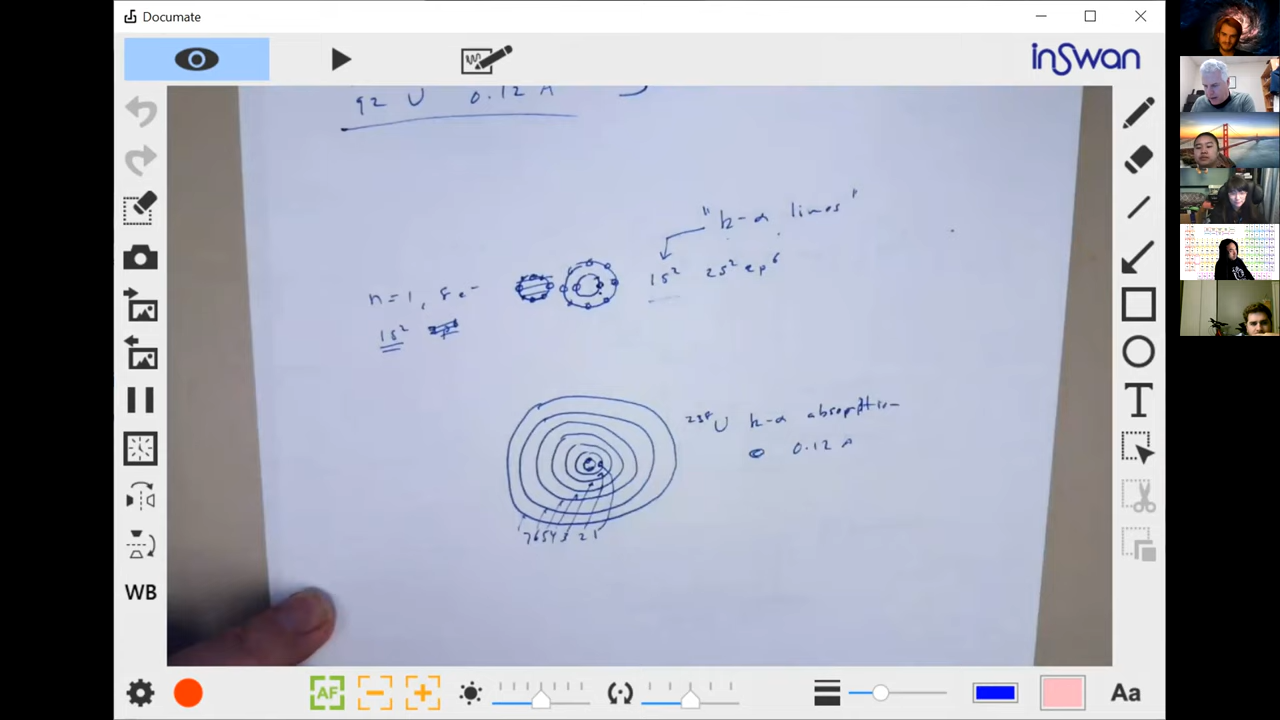 Documate
inSwan
92 U 0.12 A
"k-α lines"
1s² 2s² 2p⁶
n=1, 8 e-
1s²
²³⁸U k-α absorption
@ 0.12 A
7 6 5 4 3 2 1
T
WB
AF
Aa